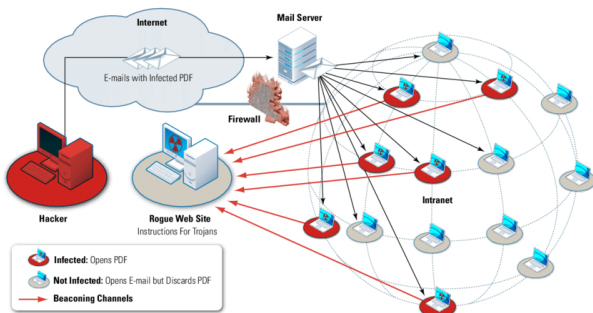 Internet
Mail Server
E-mails with Infected PDF
Firewall
Hacker
Rogue Web Site
Instructions For Trojans
Intranet
Infected: Opens PDF
Not Infected: Opens E-mail but Discards PDF
Beaconing Channels